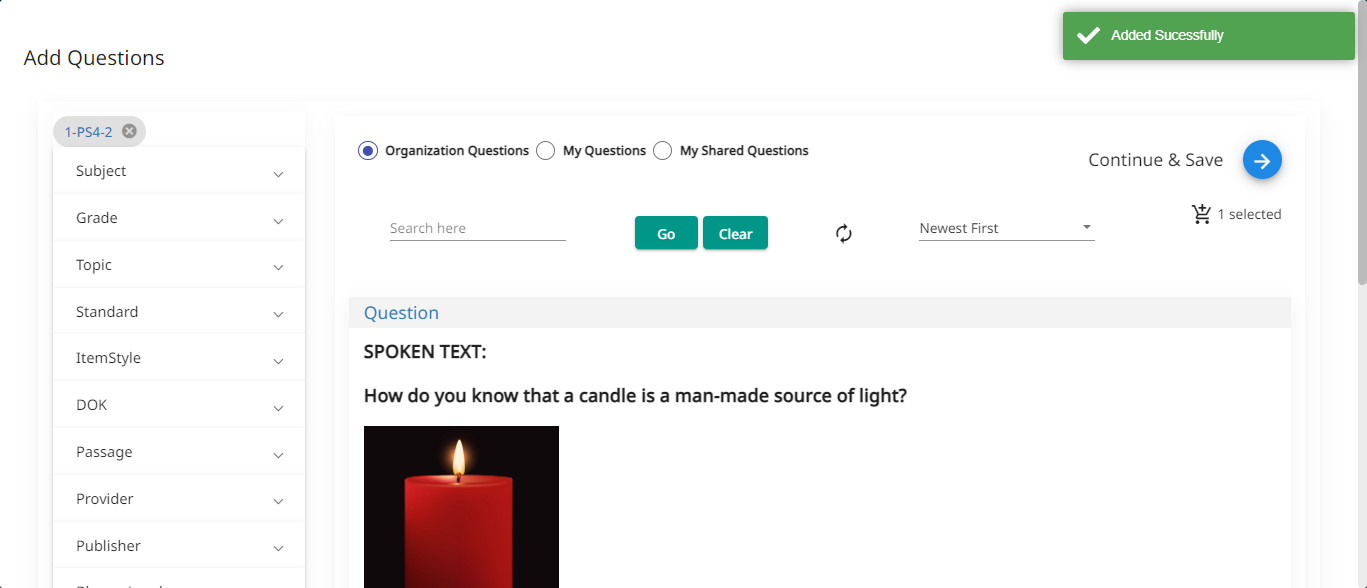 Added Sucessfully
Add Questions
1-PS4-2
Subject
Grade
Topic
Standard
ItemStyle
DOK
Passage
Provider
Publisher
Organization Questions My Questions My Shared Questions
Continue & Save
1 selected
Search here Go Clear Newest First
Question
SPOKEN TEXT:
How do you know that a candle is a man-made source of light?